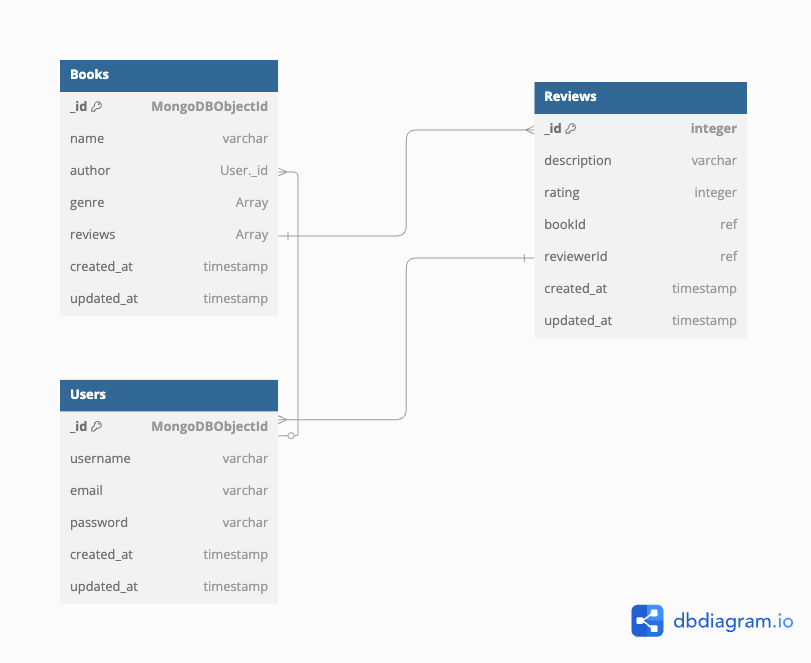 Books
_id MongoDBObjectId
name varchar
author User._id
genre Array
reviews Array
created_at timestamp
updated_at timestamp
Reviews
_id integer
description varchar
rating integer
bookId ref
reviewerId ref
created_at timestamp
updated_at timestamp
Users
_id MongoDBObjectId
username varchar
email varchar
password varchar
created_at timestamp
updated_at timestamp
dbdiagram.io